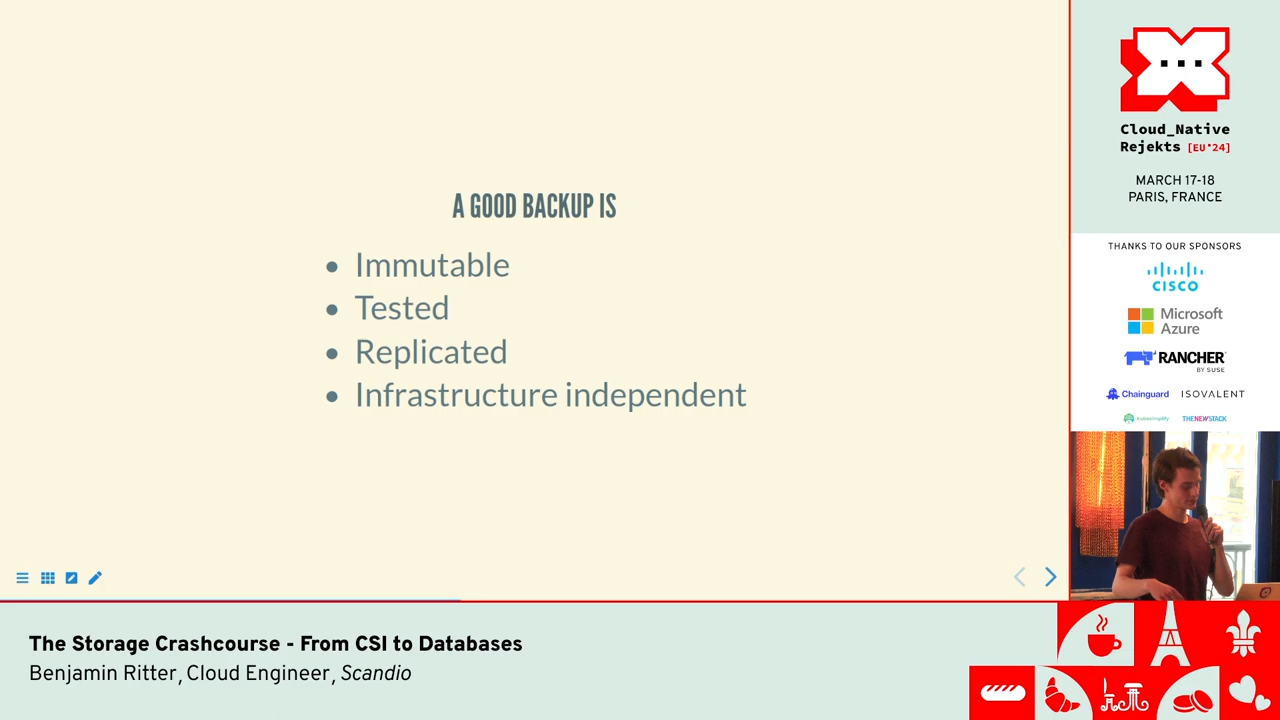 A GOOD BACKUP IS
Immutable
Tested
Replicated
Infrastructure independent
Cloud_Native
Rejekts [EU*24]
MARCH 17-18
PARIS, FRANCE
THANKS TO OUR SPONSORS
CISCO
Microsoft
Azure
RANCHER
BY SUSE
Chainguard
ISOVALENT
THENEWSTACK
The Storage Crashcourse - From CSI to Databases
Benjamin Ritter, Cloud Engineer, Scandio